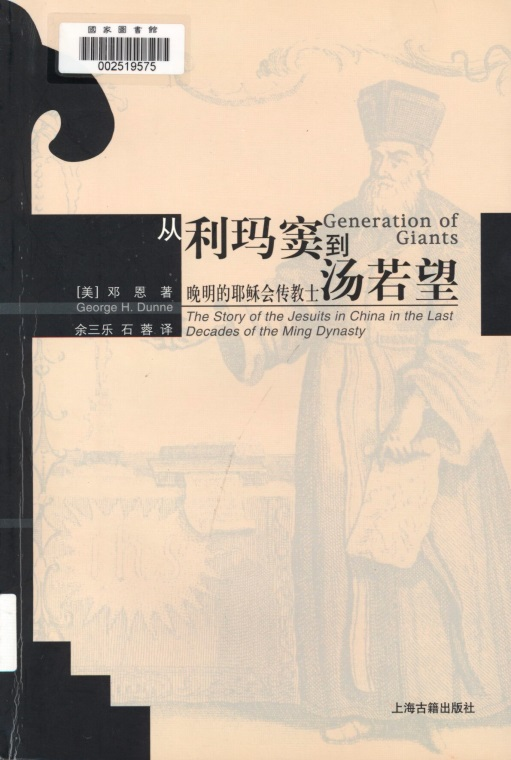 國家圖書館
002519575
从利玛窦到汤若望
Generation of
Giants
[美] 邓 恩 著
George H. Dunne
晚明的耶稣会传教士
The Story of the Jesuits in China in the Last
Decades of the Ming Dynasty
余三乐 石 蓉 译
上海古籍出版社